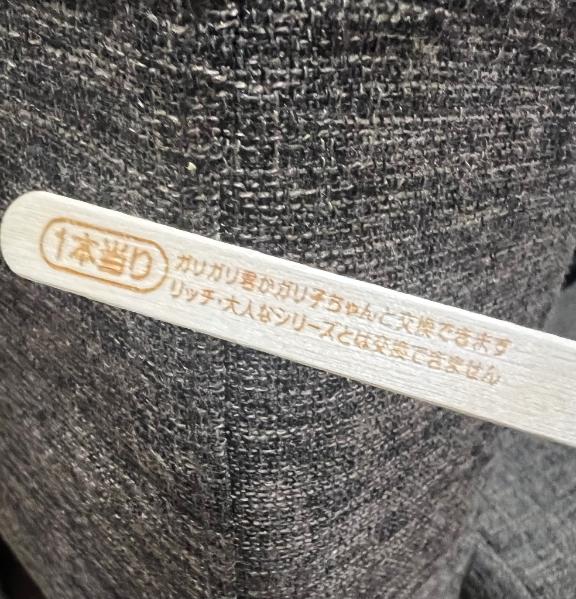 1本当り
ガリガリ君かガリ子ちゃんと交換できます
リッチ・大人なシリーズとは交換できません